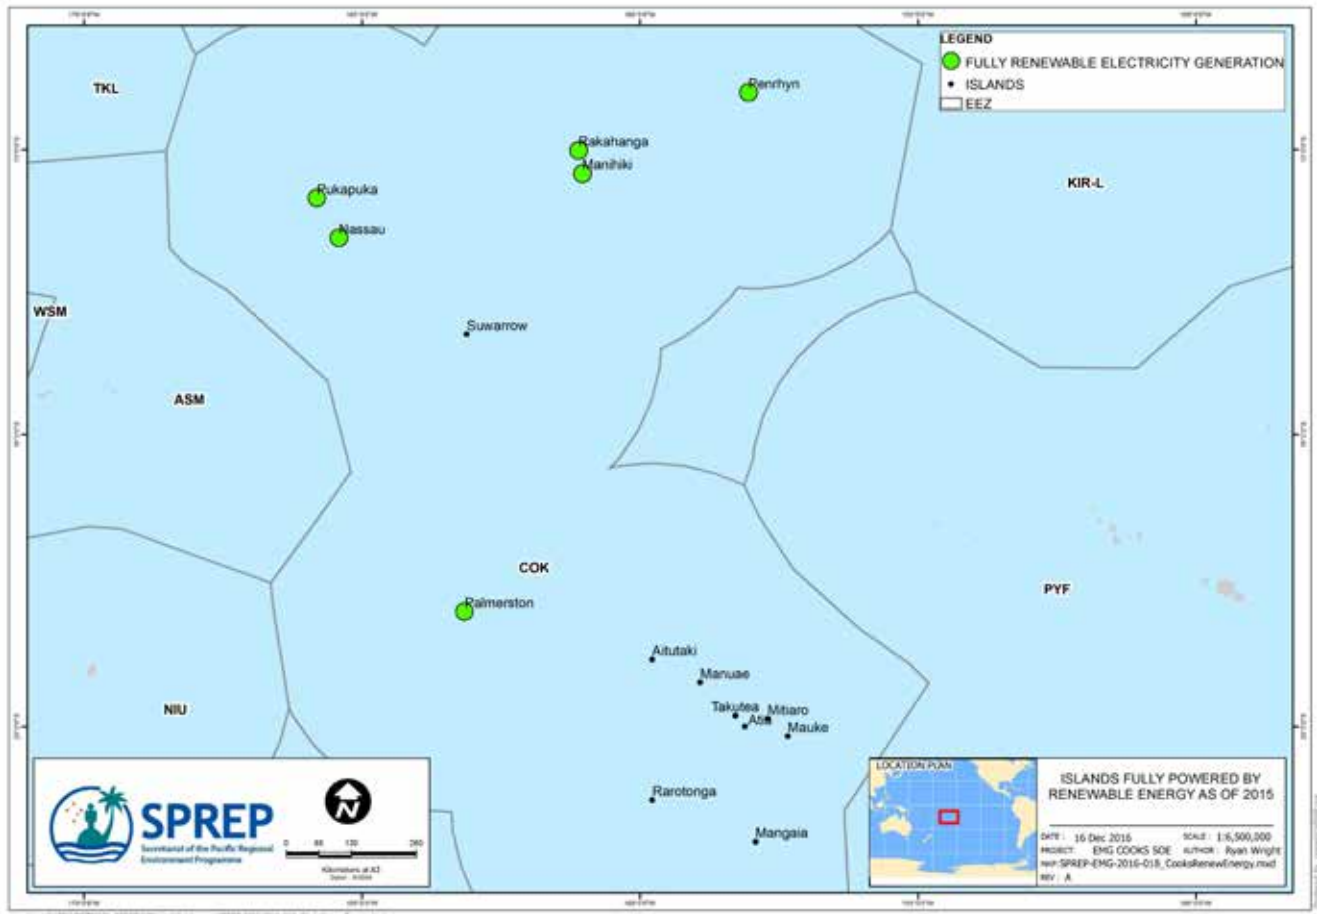 LEGEND
FULLY RENEWABLE ELECTRICITY GENERATION
ISLANDS
EEZ
TKL
Penrhyn
Rakahanga
Manihiki
KIR-L
Pukapuka
Nassau
WSM
Suwarrow
ASM
COK
PYF
Palmerston
Aitutaki
Manuae
NIU
Takutea
Mitiaro
Atiu
Mauke
Rarotonga
Mangaia
SPREP
Secretariat of the Pacific Regional
Environment Programme
N
Kilometers at A3
LOCATION PLAN
ISLANDS FULLY POWERED BY
RENEWABLE ENERGY AS OF 2015
DATE : 16 Dec 2016 SCALE : 1:6,500,000
PROJECT: EMG COOKS SOE AUTHOR : Ryan Wright
MAP:SPREP-EMG-2016-018_CooksRenewEnergy.mxd
REV : A